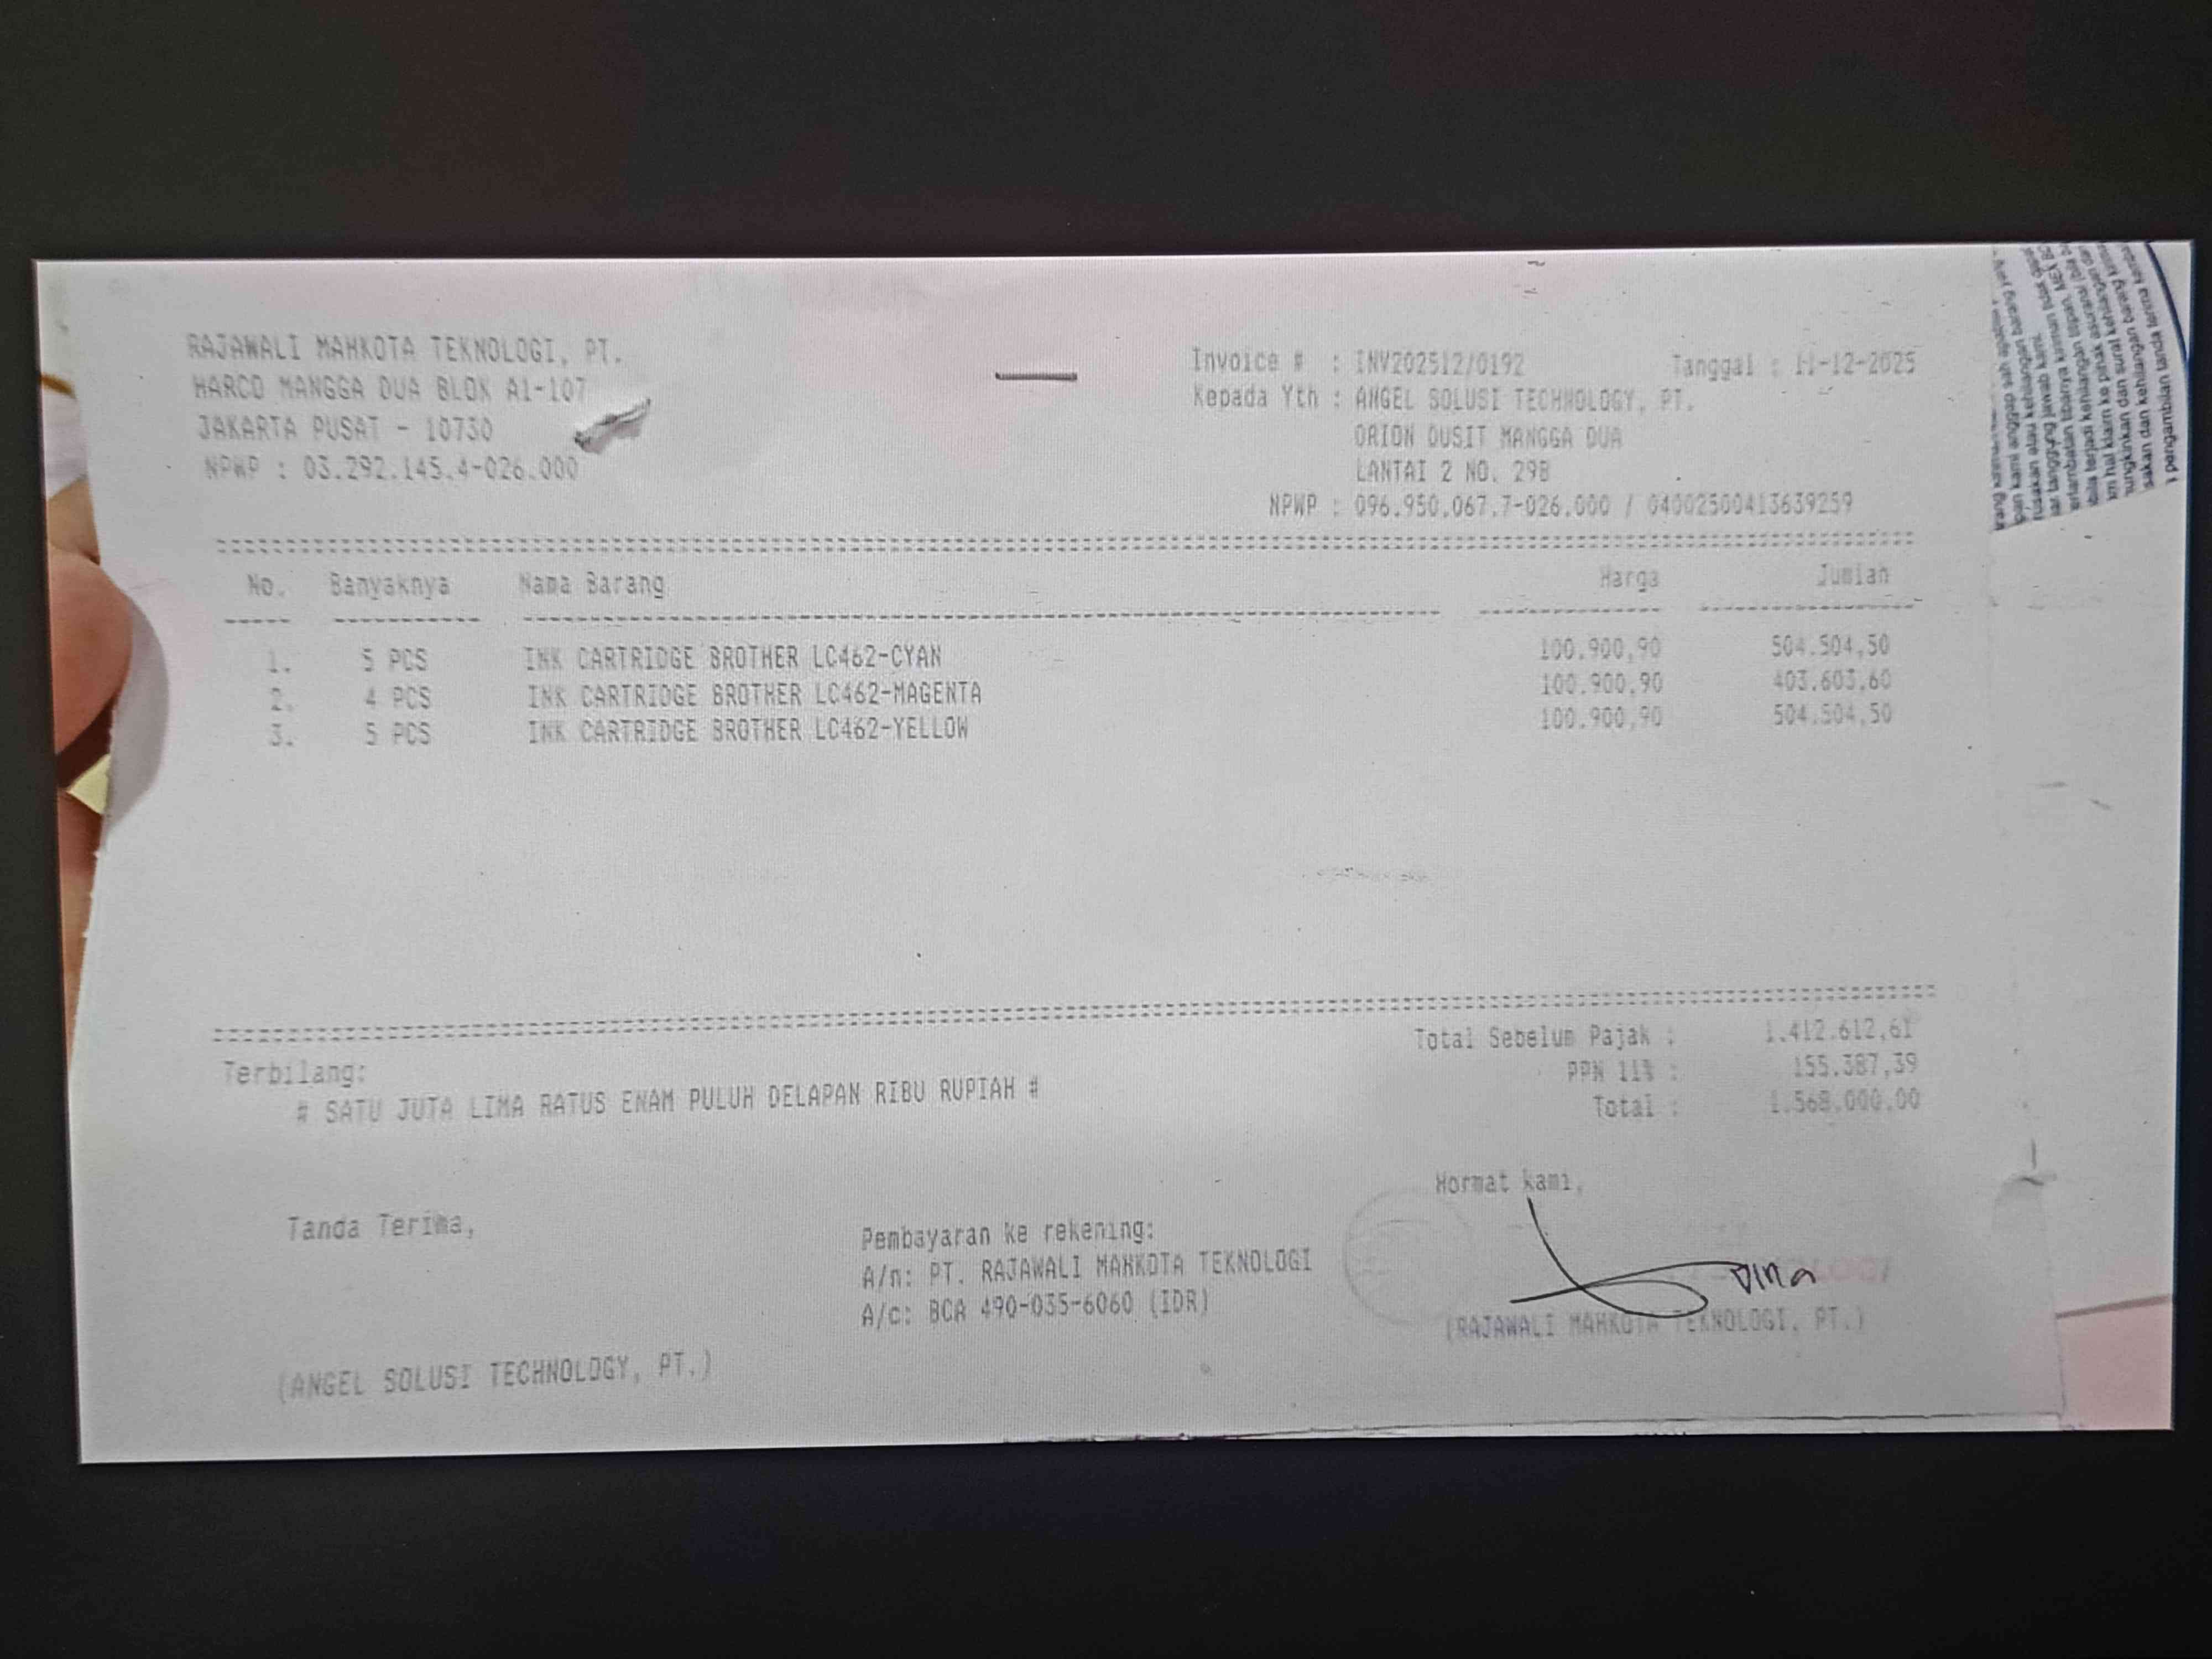 RAJAWALI MAHKOTA TEKNOLOGI, PT.
HARCO MANGGA DUA BLOK A1-107
JAKARTA PUSAT - 10730
NPWP : 03.292.145.4-026.000
Invoice # : INV202512/0192 Tanggal : 11-12-2025
Kepada Yth : ANGEL SOLUSI TECHNOLOGY, PT.
ORION DUSIT MANGGA DUA
LANTAI 2 NO. 29B
NPWP : 096.950.067.7-026.000 / 04002500413639259
No. Banyaknya Nama Barang Harga Jumlah
1. 5 PCS INK CARTRIDGE BROTHER LC462-CYAN 100.900,90 504.504,50
2. 4 PCS INK CARTRIDGE BROTHER LC462-MAGENTA 100.900,90 403.603,60
3. 5 PCS INK CARTRIDGE BROTHER LC462-YELLOW 100.900,90 504.504,50
Total Sebelum Pajak : 1.412.612,61
PPN 11% : 155.387,39
Total : 1.568.000,00
Terbilang:
# SATU JUTA LIMA RATUS ENAM PULUH DELAPAN RIBU RUPIAH #
Tanda Terima,
(ANGEL SOLUSI TECHNOLOGY, PT.)
Pembayaran ke rekening:
A/n: PT. RAJAWALI MAHKOTA TEKNOLOGI
A/c: BCA 490-035-6060 (IDR)
Hormat kami,
Dina
(RAJAWALI MAHKOTA TEKNOLOGI, PT.)